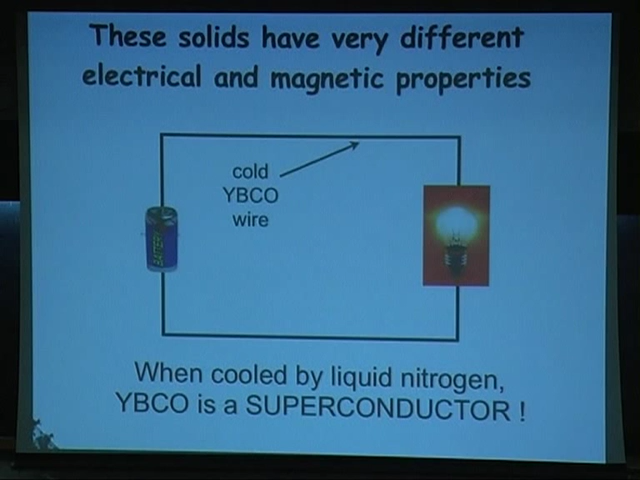 These solids have very different
electrical and magnetic properties
cold
YBCO
wire
BATTERY
When cooled by liquid nitrogen,
YBCO is a SUPERCONDUCTOR !